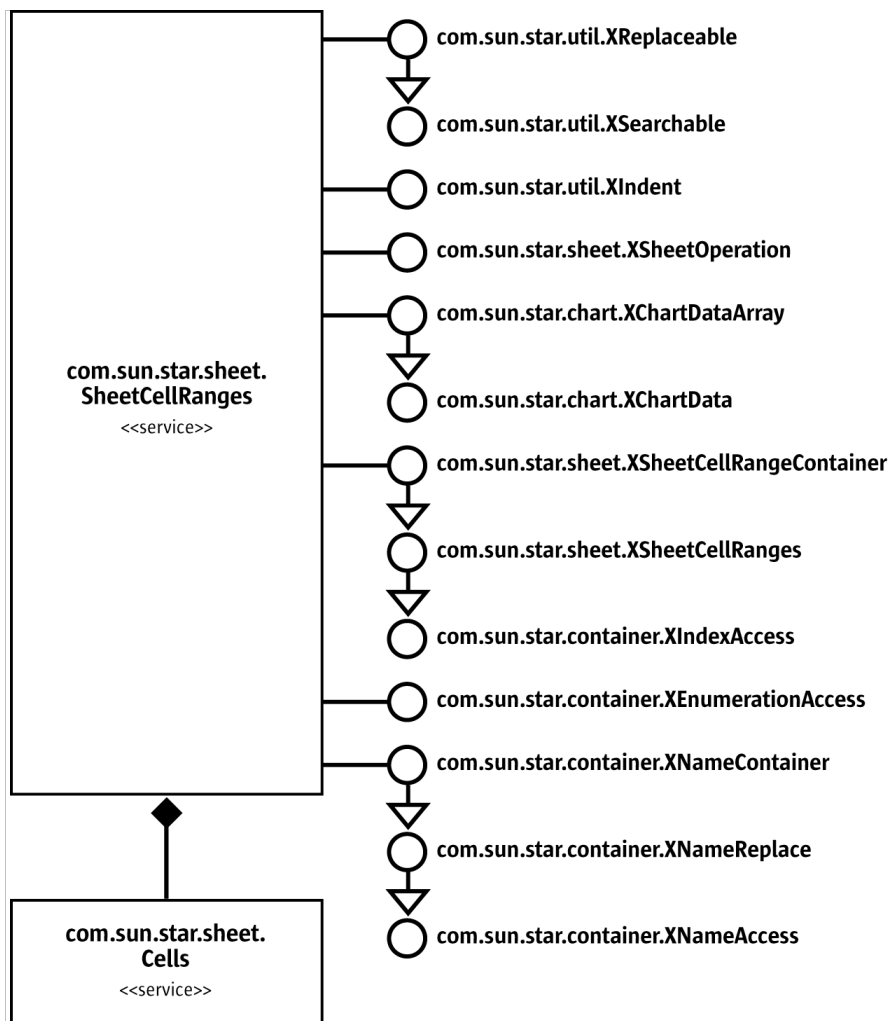 com.sun.star.util.XReplaceable
com.sun.star.util.XSearchable
com.sun.star.util.XIndent
com.sun.star.sheet.XSheetOperation
com.sun.star.chart.XChartDataArray
com.sun.star.sheet.
SheetCellRanges
<<service>>
com.sun.star.chart.XChartData
com.sun.star.sheet.XSheetCellRangeContainer
com.sun.star.sheet.XSheetCellRanges
com.sun.star.container.XIndexAccess
com.sun.star.container.XEnumerationAccess
com.sun.star.container.XNameContainer
com.sun.star.container.XNameReplace
com.sun.star.container.XNameAccess
com.sun.star.sheet.
Cells
<<service>>